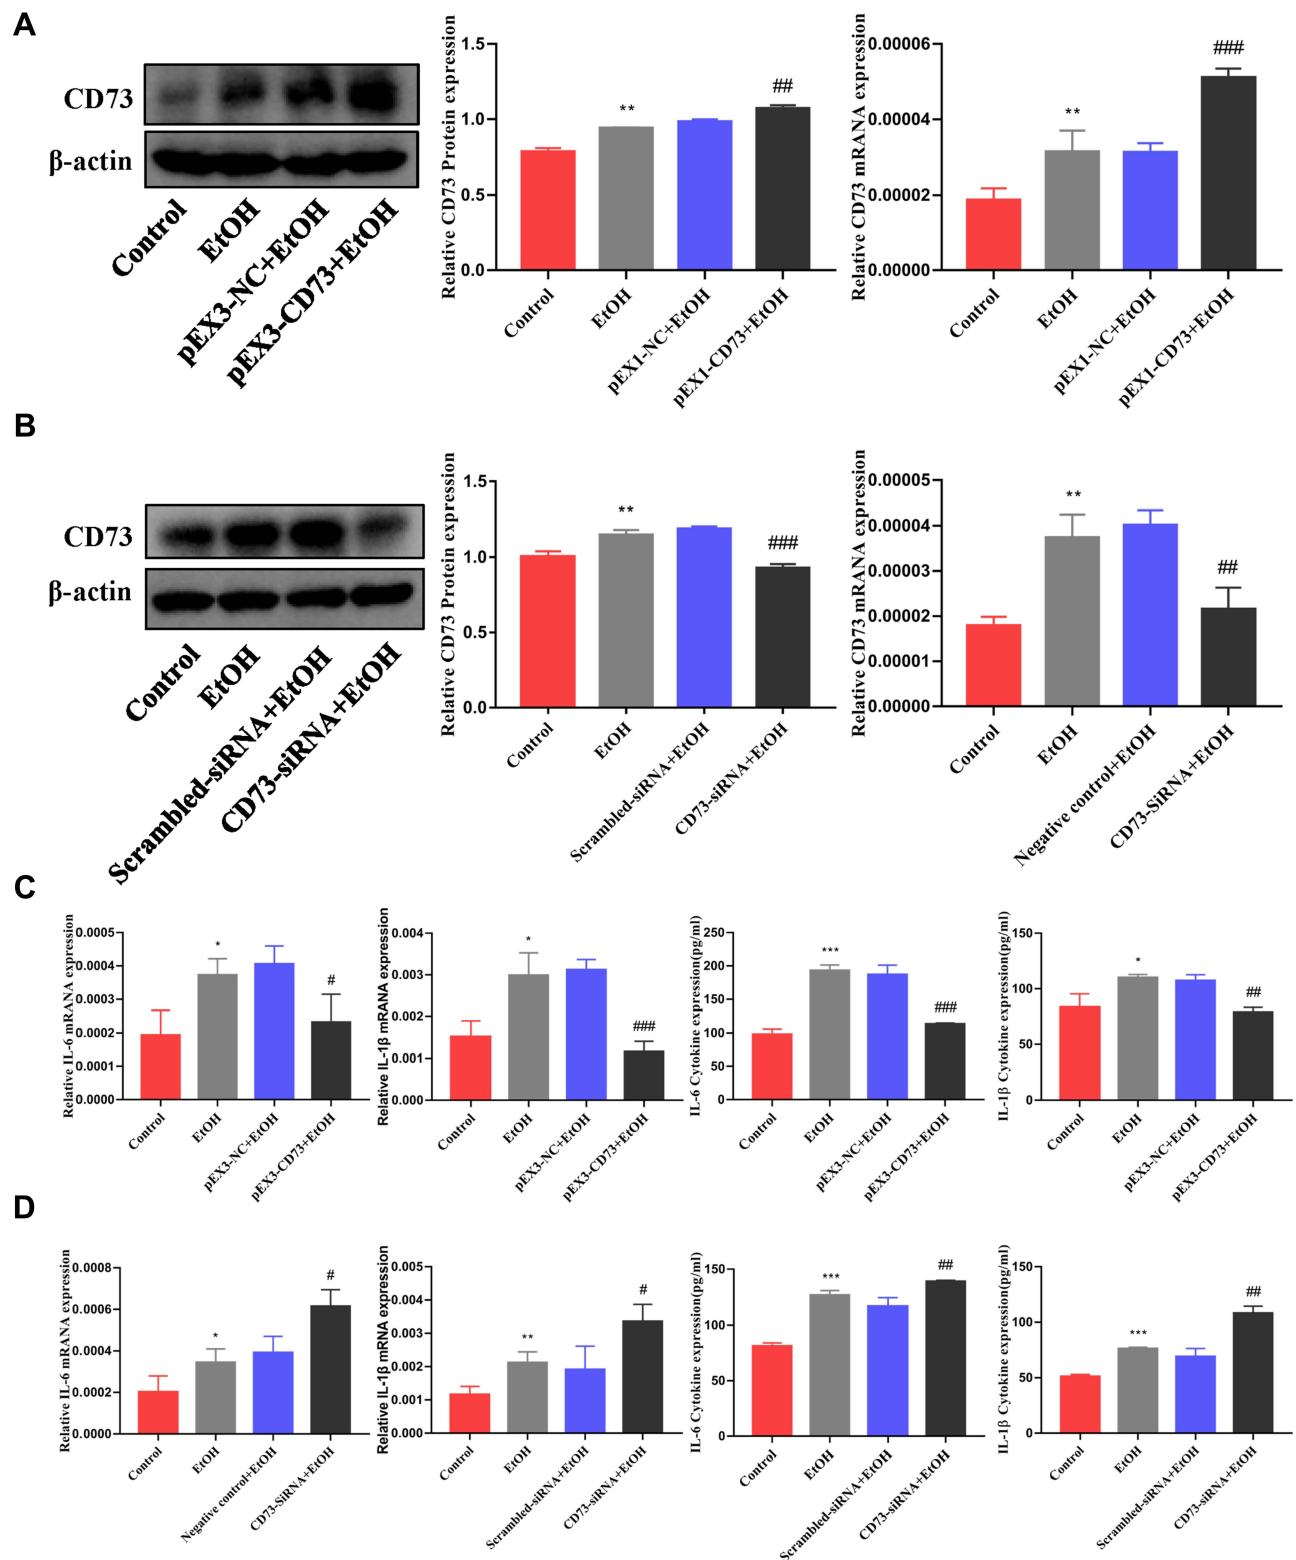 A
CD73
β-actin
Control
EtOH
pEX3-NC+EtOH
pEX3-CD73+EtOH
Relative CD73 Protein expression
1.5
1.0
0.5
0.0
**
##
Control
EtOH
pEX1-NC+EtOH
pEX1-CD73+EtOH
Relative CD73 mRANA expression
0.00006
0.00004
0.00002
0.00000
**
###
Control
EtOH
pEX1-NC+EtOH
pEX1-CD73+EtOH
B
CD73
β-actin
Control
EtOH
Scrambled-siRNA+EtOH
CD73-siRNA+EtOH
Relative CD73 Protein expression
1.5
1.0
0.5
0.0
**
###
Control
EtOH
Scrambled-siRNA+EtOH
CD73-siRNA+EtOH
Relative CD73 mRANA expression
0.00005
0.00004
0.00003
0.00002
0.00001
0.00000
**
##
Control
EtOH
Negative control+EtOH
CD73-SiRNA+EtOH
C
Relative IL-6 mRANA expression
0.0005
0.0004
0.0003
0.0002
0.0001
0.0000
*
#
Control
EtOH
pEX3-NC+EtOH
pEX3-CD73+EtOH
Relative IL-1β mRANA expression
0.004
0.003
0.002
0.001
0.000
*
###
Control
EtOH
pEX3-NC+EtOH
pEX3-CD73+EtOH
IL-6 Cytokine expression(pg/ml)
250
200
150
100
50
0
***
###
Control
EtOH
pEX3-NC+EtOH
pEX3-CD73+EtOH
IL-1β Cytokine expression(pg/ml)
150
100
50
0
*
##
Control
EtOH
pEX3-NC+EtOH
pEX3-CD73+EtOH
D
Relative IL-6 mRANA expression
0.0008
0.0006
0.0004
0.0002
0.0000
*
#
Control
EtOH
Negative control+EtOH
CD73-SiRNA+EtOH
Relative IL-1β mRNA expression
0.005
0.004
0.003
0.002
0.001
0.000
**
#
Control
EtOH
Scrambled-siRNA+EtOH
CD73-siRNA+EtOH
IL-6 Cytokine expression(pg/ml)
150
100
50
0
***
##
Control
EtOH
Scrambled-siRNA+EtOH
CD73-siRNA+EtOH
IL-1β Cytokine expression(pg/ml)
150
100
50
0
***
##
Control
EtOH
Scrambled-siRNA+EtOH
CD73-siRNA+EtOH